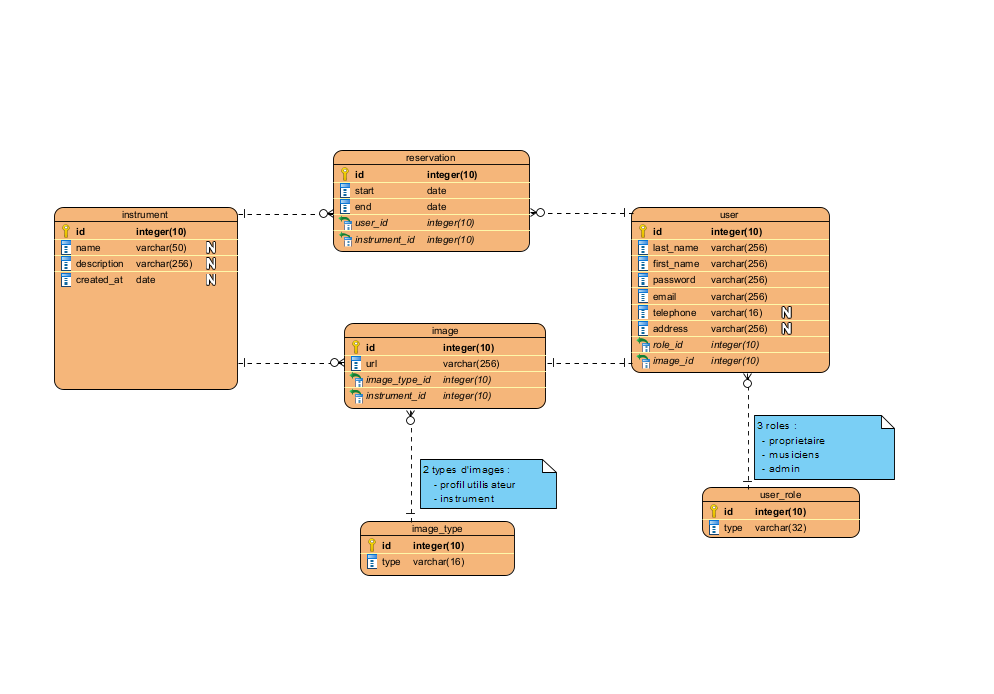 reservation
id integer(10)
start date
end date
user_id integer(10)
instrument_id integer(10)
instrument
id integer(10)
name varchar(50) N
description varchar(256) N
created_at date N
user
id integer(10)
last_name varchar(256)
first_name varchar(256)
password varchar(256)
email varchar(256)
telephone varchar(16) N
address varchar(256) N
role_id integer(10)
image_id integer(10)
image
id integer(10)
url varchar(256)
image_type_id integer(10)
instrument_id integer(10)
3 roles :
- proprietaire
- musiciens
- admin
2 types d'images :
- profil utilisateur
- instrument
user_role
id integer(10)
type varchar(32)
image_type
id integer(10)
type varchar(16)